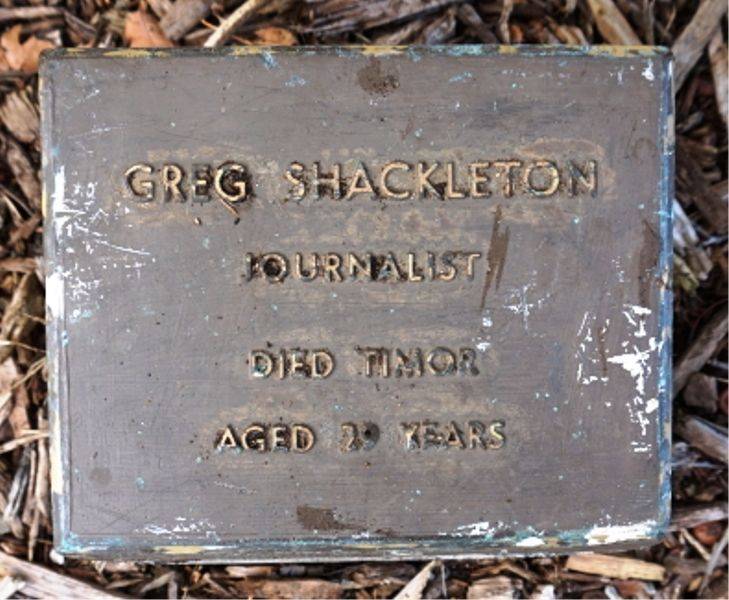 GREG SHACKLETON
JOURNALIST
DIED TIMOR
AGED 29 YEARS